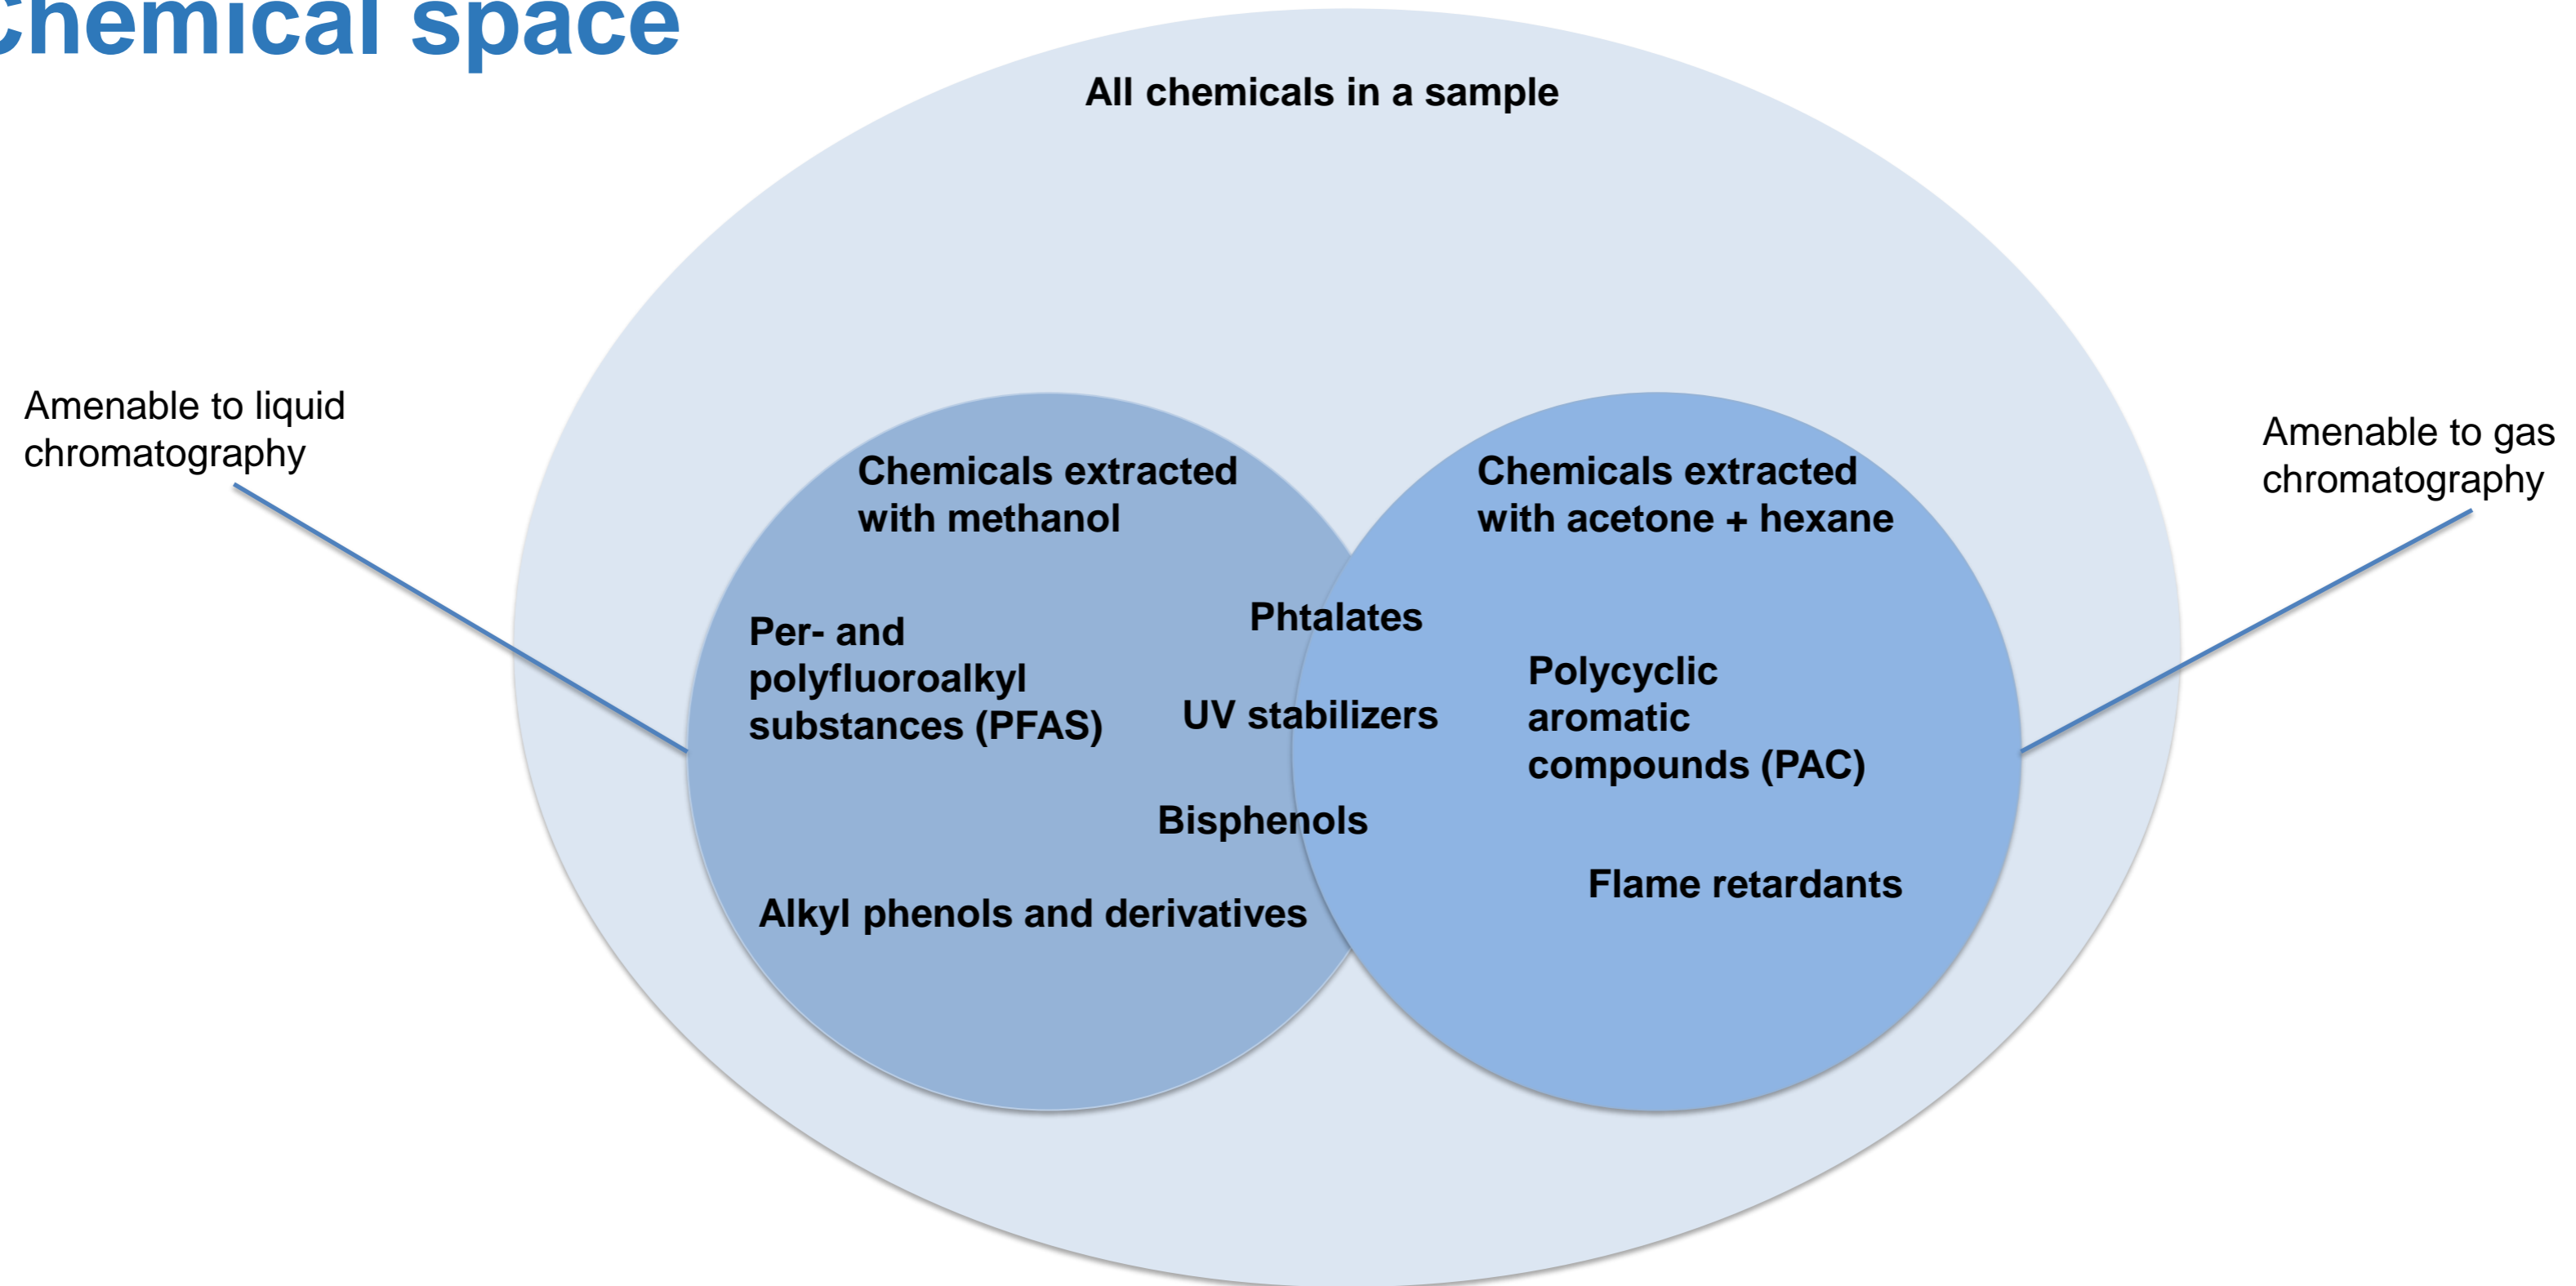 Chemical space
All chemicals in a sample
Amenable to liquid
chromatography
Amenable to gas
chromatography
Chemicals extracted
with methanol
Chemicals extracted
with acetone + hexane
Per- and
polyfluoroalkyl
substances (PFAS)
Phtalates
UV stabilizers
Bisphenols
Alkyl phenols and derivatives
Polycyclic
aromatic
compounds (PAC)
Flame retardants